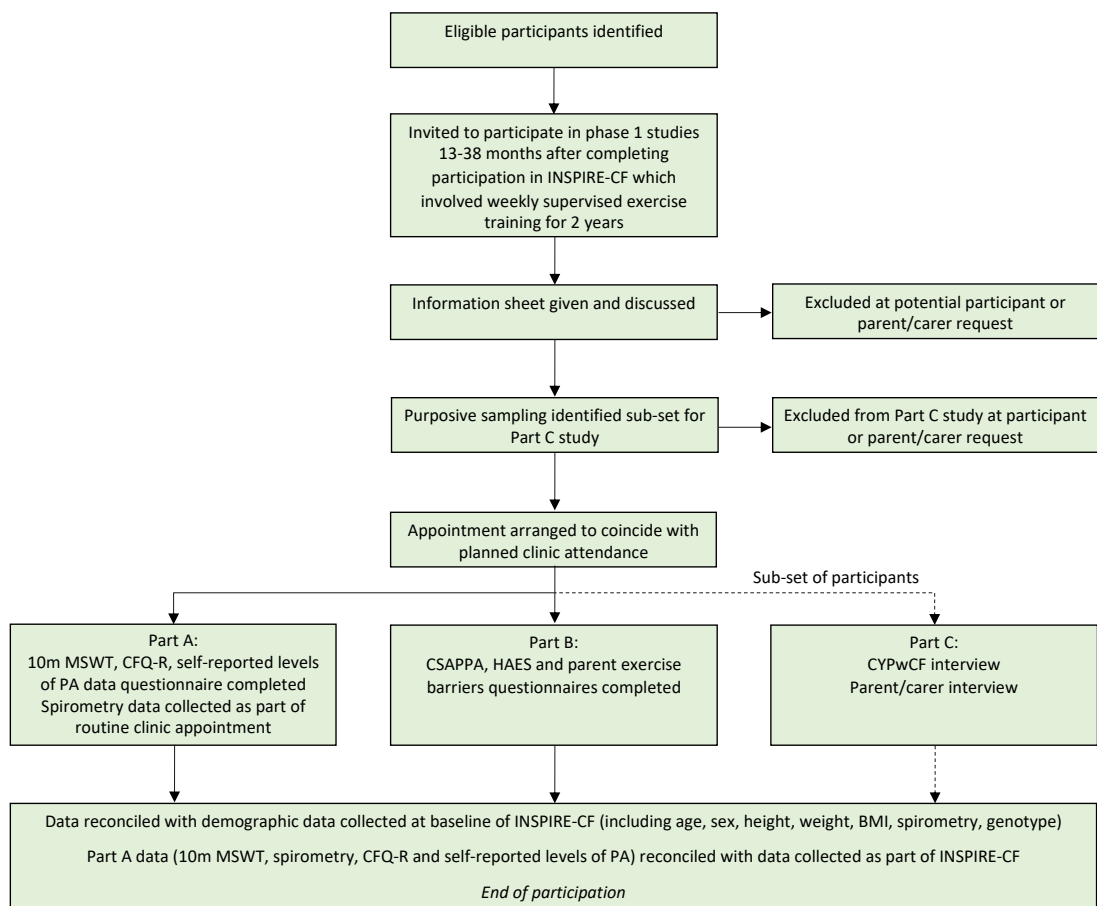 Eligible participants identified
Invited to participate in phase 1 studies
13-38 months after completing
participation in INSPIRE-CF which
involved weekly supervised exercise
training for 2 years
Information sheet given and discussed
Excluded at potential participant or
parent/carer request
Purposive sampling identified sub-set for
Part C study
Excluded from Part C study at participant
or parent/carer request
Appointment arranged to coincide with
planned clinic attendance
Sub-set of participants
Part A:
10m MSWT, CFQ-R, self-reported levels
of PA data questionnaire completed
Spirometry data collected as part of
routine clinic appointment
Part B:
CSAPPA, HAES and parent exercise
barriers questionnaires completed
Part C:
CYPwCF interview
Parent/carer interview
Data reconciled with demographic data collected at baseline of INSPIRE-CF (including age, sex, height, weight, BMI, spirometry, genotype)
Part A data (10m MSWT, spirometry, CFQ-R and self-reported levels of PA) reconciled with data collected as part of INSPIRE-CF
End of participation